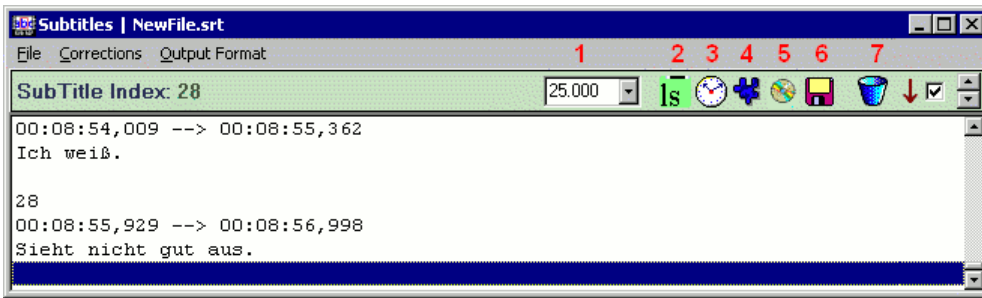 Subtitles | NewFile.srt
File Corrections Output Format
1 2 3 4 5 6 7
SubTitle Index: 28 25.000 ls
00:08:54,009 --> 00:08:55,362
Ich weiß.
28
00:08:55,929 --> 00:08:56,998
Sieht nicht gut aus.